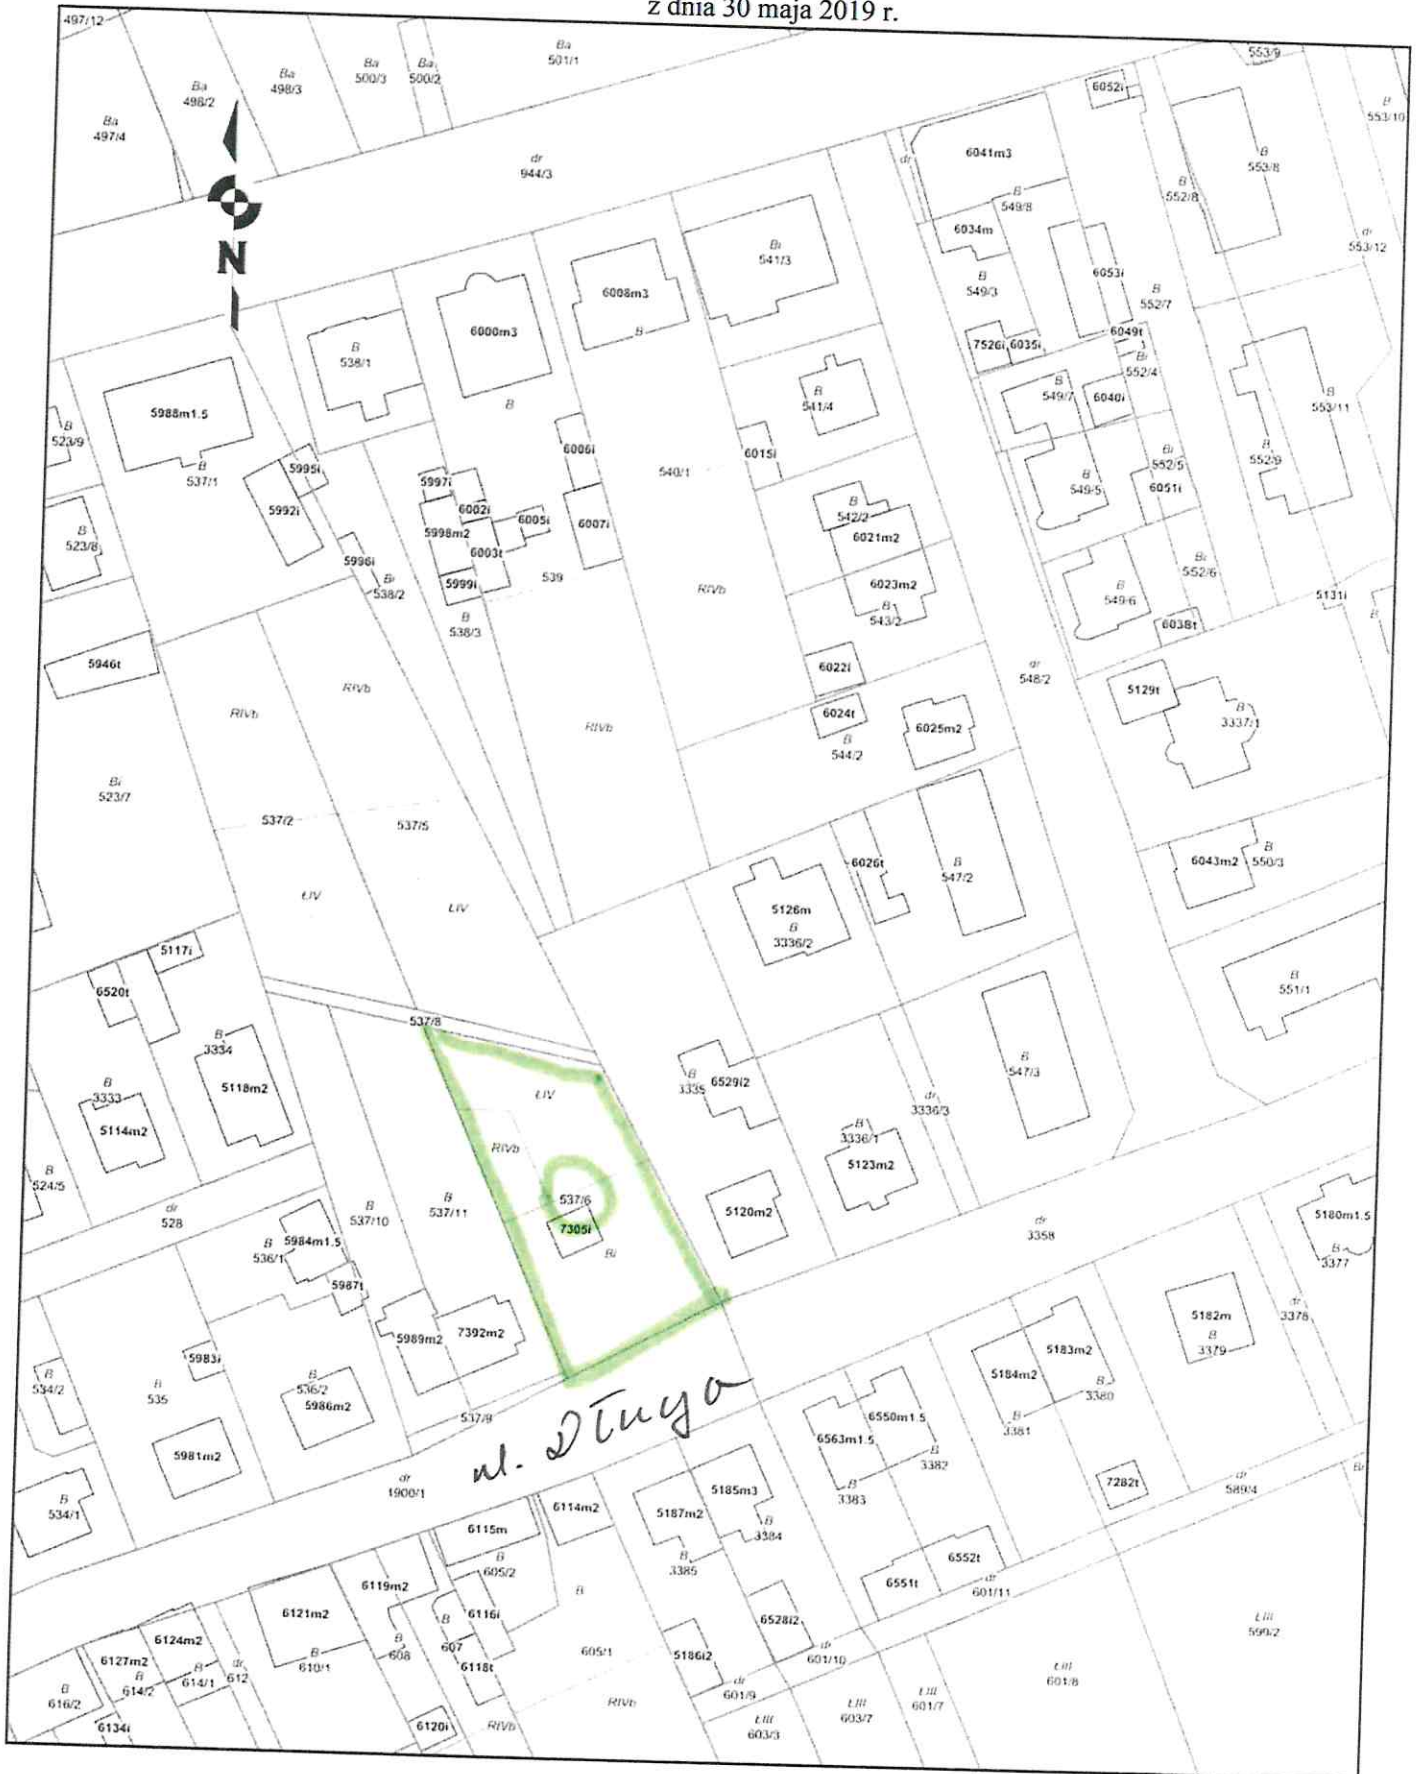 z dnia 30 maja 2019 r.
497/12
Ba
497/4
Ba
498/2
Ba
498/3
Ba
500/3
Ba
500/2
Ba
501/1
dr
944/3
N
553/9
B
553/10
6052i
6041m3
dr
B
549/8
6034m
B
549/3
B
552/8
B
553/8
dr
553/12
6053i
B
552/7
6049t
Bi
552/4
7526i
6035i
B
549/7
6040i
B
553/11
B
552/9
Bi
552/5
6051i
B
549/5
Bi
552/6
B
549/6
6038t
5131i
B
5988m1.5
B
537/1
B
538/1
6000m3
B
6008m3
B
Bi
541/3
B
541/4
B
523/9
B
523/8
5995i
5992i
5996i
Bi
538/2
5997i
6002i
5998m2
6003t
6005i
5999i
B
538/3
539
6006i
6007i
540/1
6015i
RIVb
B
542/2
6021m2
6023m2
B
543/2
6022i
6024t
B
544/2
6025m2
dr
548/2
5129t
B
3337/1
5946t
RIVb
RIVb
RIVb
Bi
523/7
537/2
537/5
ŁIV
ŁIV
6043m2
B
550/3
6026t
B
547/2
5126m
B
3336/2
B
551/1
5117i
6520t
B
3334
5118m2
B
3333
5114m2
B
524/5
537/8
ŁIV
RIVb
537/6
7305i
Bi
B
3335
6529i2
5120m2
B
3336/1
5123m2
dr
3336/3
B
547/3
dr
3358
dr
528
B
537/10
B
537/11
B
536/1
5984m1.5
5987t
5989m2
7392m2
5983i
B
534/2
B
535
B
536/2
5986m2
5981m2
B
534/1
537/9
dr
1900/1
ul. Długa
5180m1.5
B
3377
dr
3378
5182m
B
3379
5183m2
B
3380
5184m2
B
3381
6550m1.5
B
3382
6563m1.5
B
3383
7282t
dr
589/4
5185m3
B
3384
5187m2
B
3385
6114m2
6115m
B
605/2
B
6552t
6551t
dr
601/11
6119m2
6121m2
B
610/1
B
608
B
607
6116i
6118t
6120i
RIVb
605/1
RIVb
5186i2
6528i2
dr
601/10
dr
601/9
ŁIII
603/3
ŁIII
603/7
ŁIII
601/7
ŁIII
601/8
ŁIII
590/2
6124m2
6127m2
B
614/2
B
614/1
dr
612
B
616/2
6134i